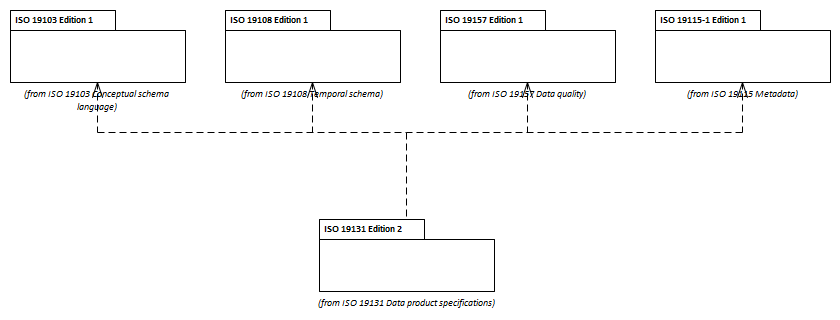 ISO 19103 Edition 1
ISO 19108 Edition 1
ISO 19157 Edition 1
ISO 19115-1 Edition 1
(from ISO 19103 Conceptual schema
language)
(from ISO 19108 Temporal schema)
(from ISO 19157 Data quality)
(from ISO 19115 Metadata)
ISO 19131 Edition 2
(from ISO 19131 Data product specifications)